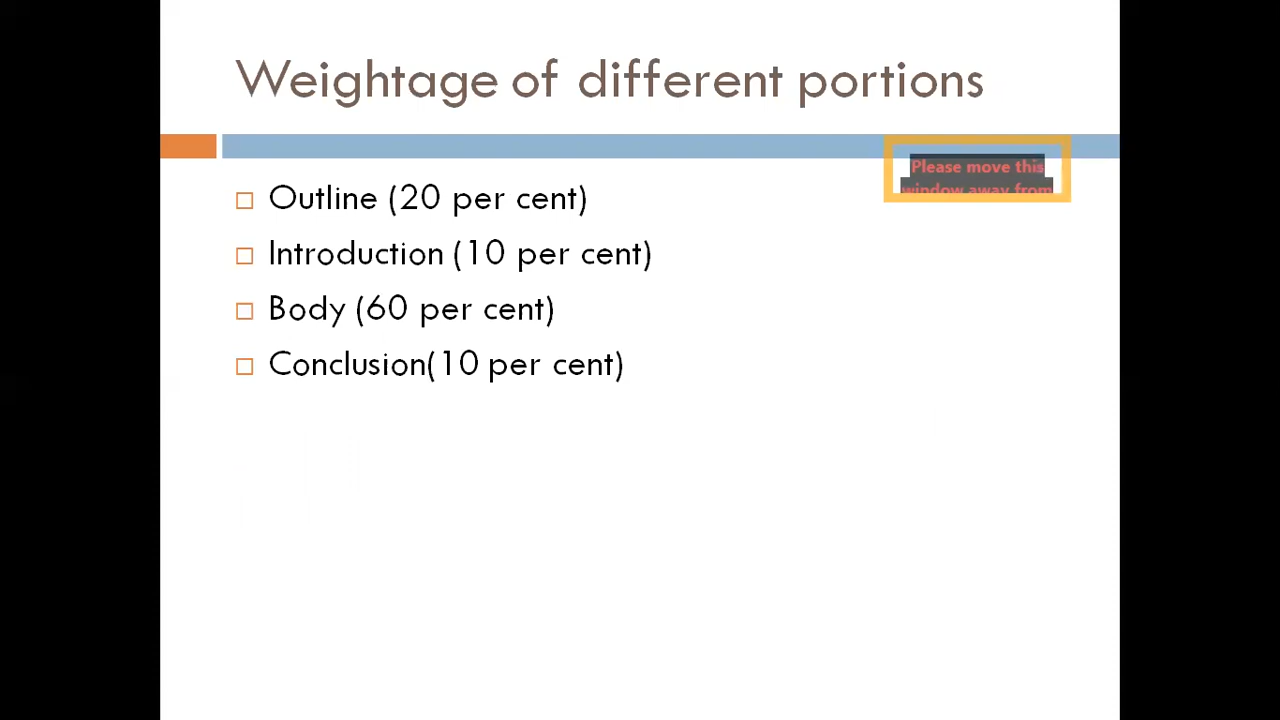 Weightage of different portions
Please move this
window away from
Outline (20 per cent)
Introduction (10 per cent)
Body (60 per cent)
Conclusion(10 per cent)